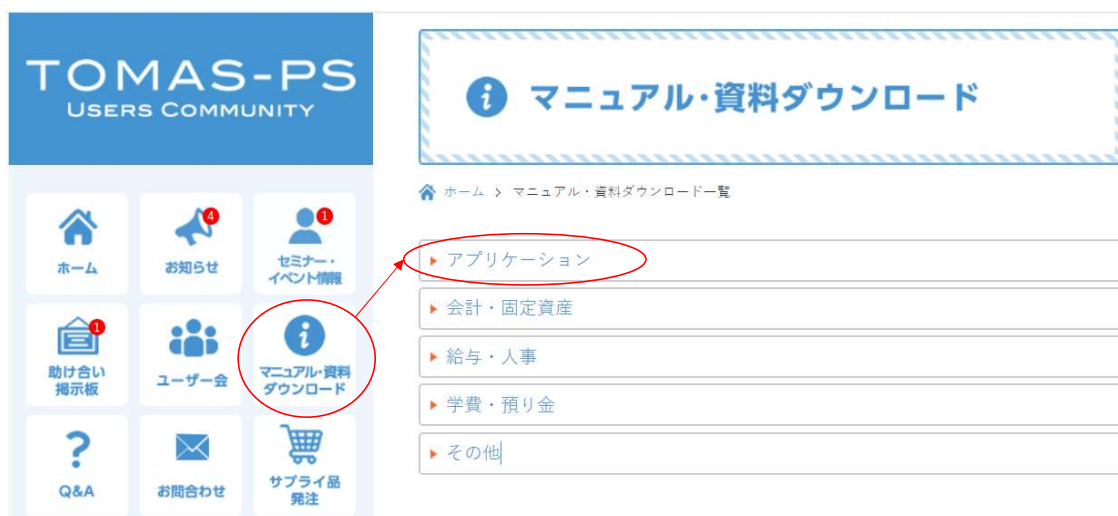 TOMAS-PS
USERS COMMUNITY
マニュアル・資料ダウンロード
ホーム > マニュアル・資料ダウンロード一覧
ホーム
4
お知らせ
1
セミナー・
イベント情報
1
助け合い
掲示板
ユーザー会
マニュアル・資料
ダウンロード
?
Q&A
お問合わせ
サプライ品
発注
アプリケーション
会計・固定資産
給与・人事
学費・預り金
その他